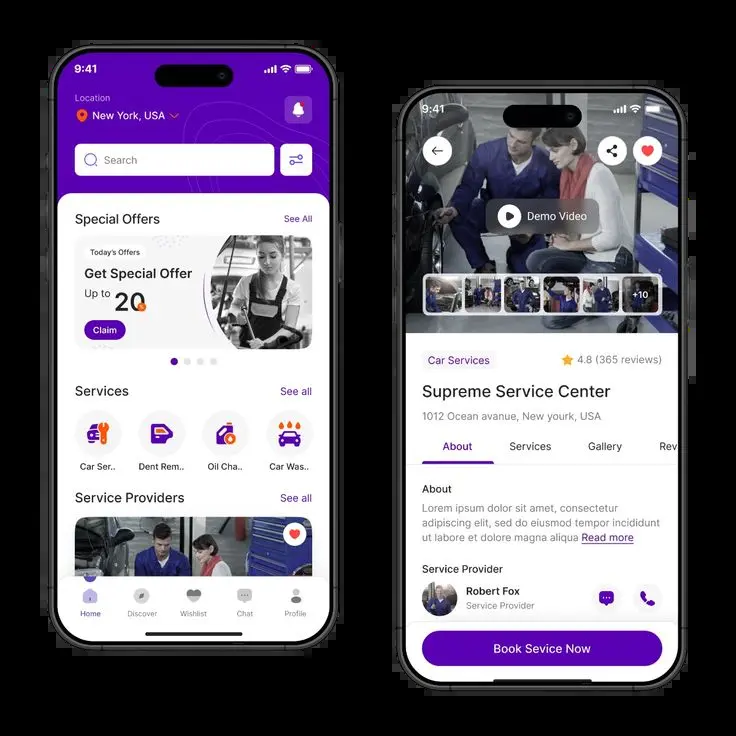 9:41
Location
New York, USA
Search
Special Offers See All
Today's Offers
Get Special Offer
Up to 20
Claim
Services See all
Car Ser.. Dent Rem.. Oil Cha.. Car Was..
Service Providers See all
Home Discover Wishlist Chat Profile
9:41
Demo Video
+10
Car Services 4.8 (365 reviews)
Supreme Service Center
1012 Ocean avanue, New yourk, USA
About Services Gallery Rev
About
Lorem ipsum dolor sit amet, consectetur
adipiscing elit, sed do eiusmod tempor incididunt
ut labore et dolore magna aliqua Read more
Service Provider
Robert Fox
Service Provider
Book Sevice Now